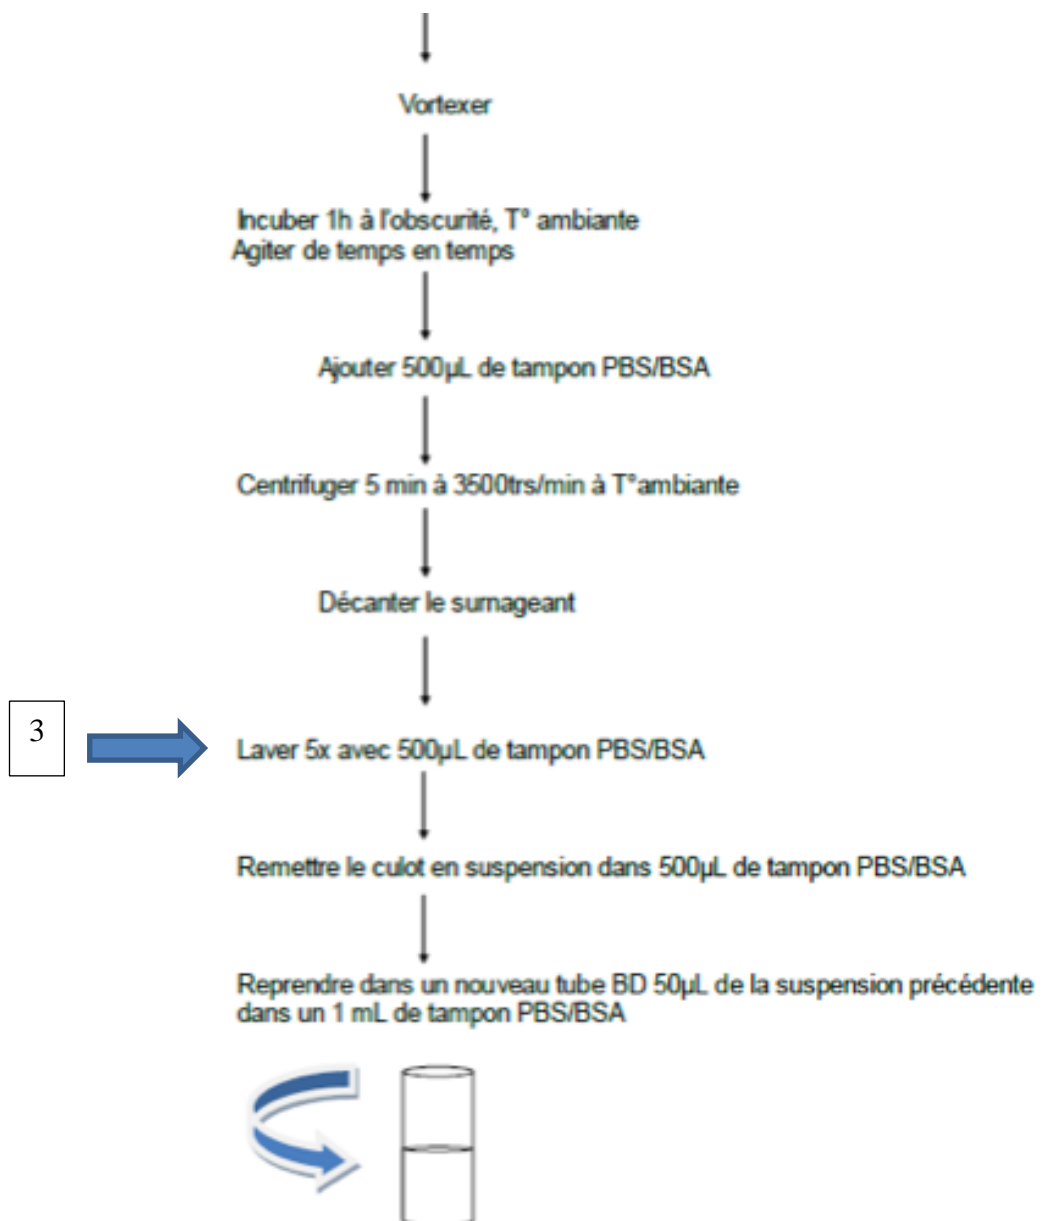 Vortexer
Incuber 1h à l'obscurité, T° ambiante
Agiter de temps en temps
Ajouter 500µL de tampon PBS/BSA
Centrifuger 5 min à 3500trs/min à T°ambiante
Décanter le surnageant
3
Laver 5x avec 500µL de tampon PBS/BSA
Remettre le culot en suspension dans 500µL de tampon PBS/BSA
Reprendre dans un nouveau tube BD 50µL de la suspension précédente
dans un 1 mL de tampon PBS/BSA